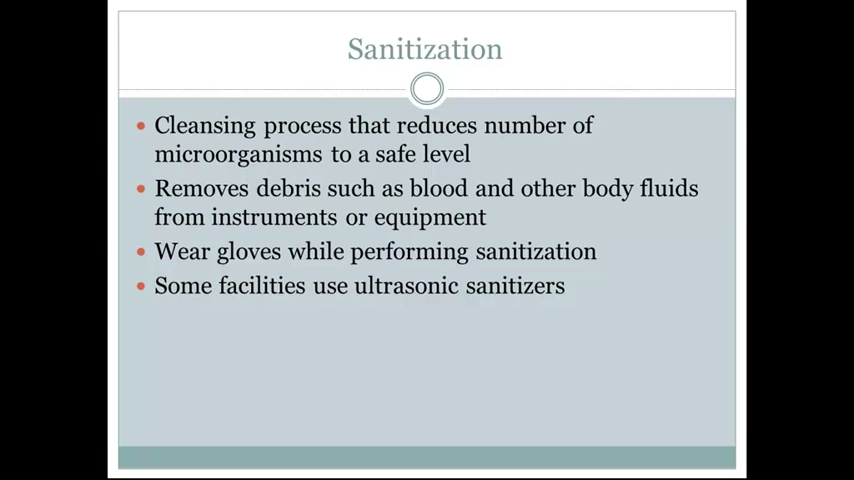 Sanitization
• Cleansing process that reduces number of
microorganisms to a safe level
• Removes debris such as blood and other body fluids
from instruments or equipment
• Wear gloves while performing sanitization
• Some facilities use ultrasonic sanitizers